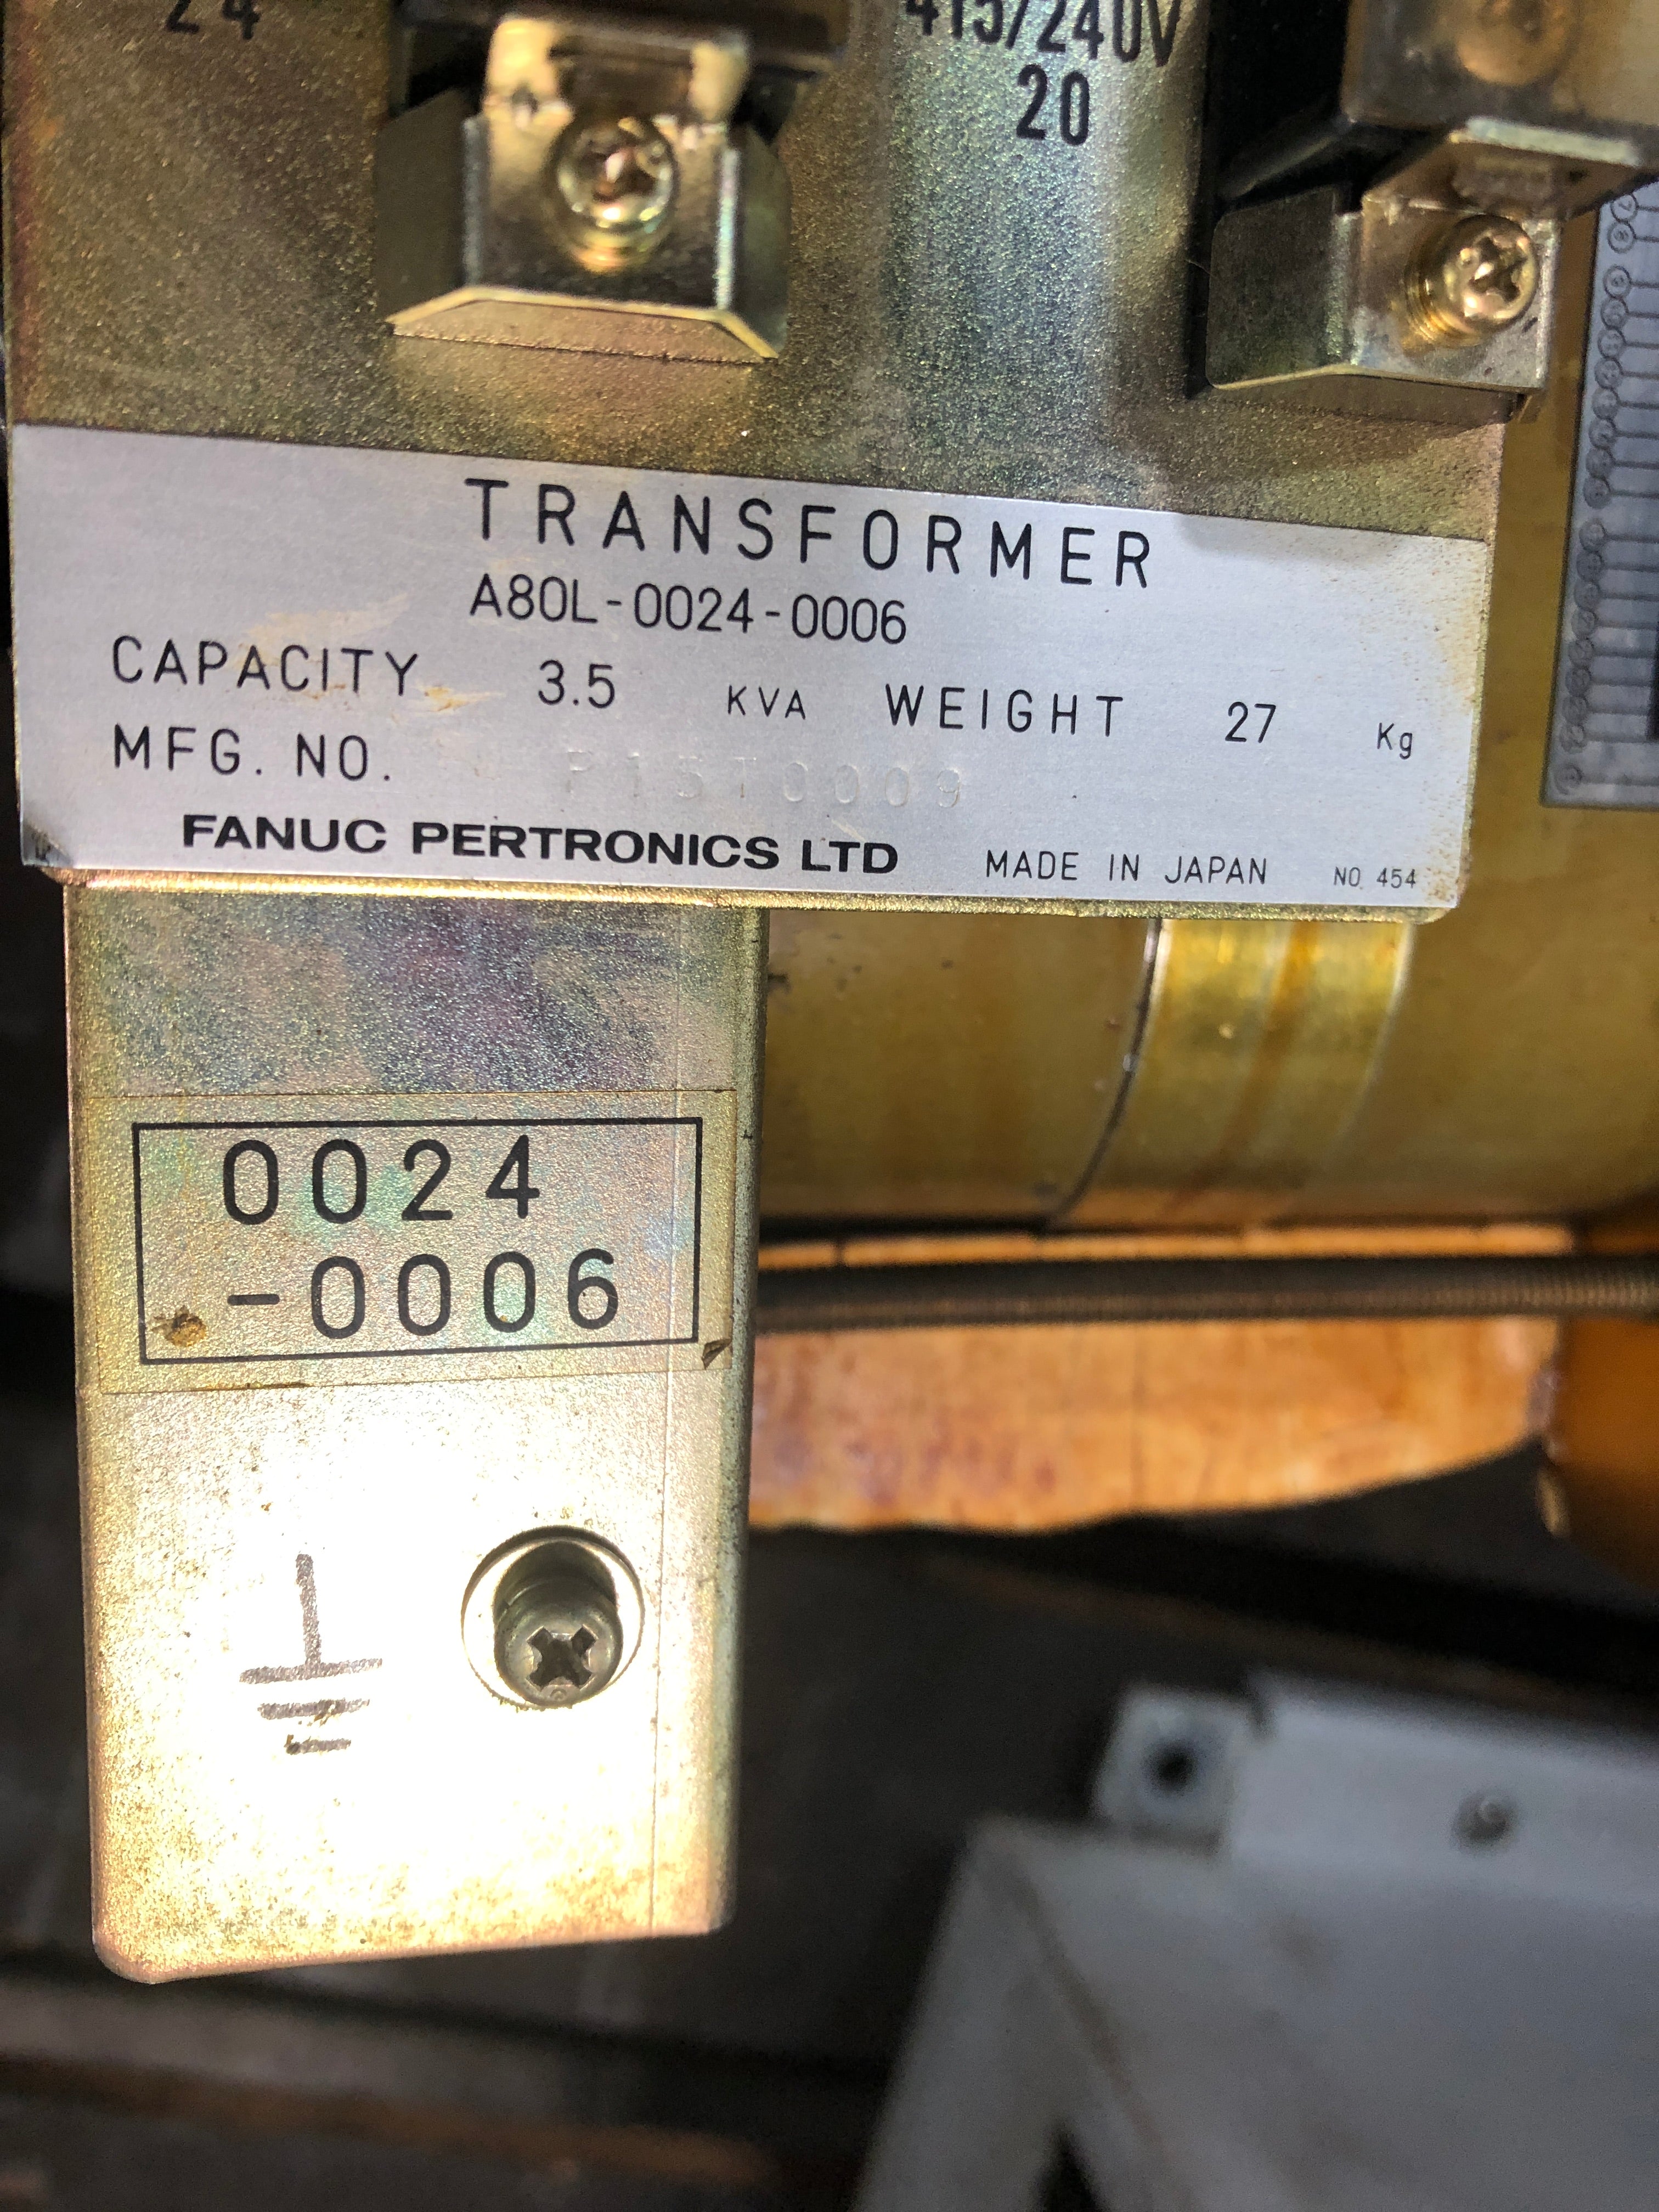 24
415/240V
20
TRANSFORMER
A80L-0024-0006
CAPACITY 3.5 KVA WEIGHT 27 Kg
MFG. NO. P15T0009
FANUC PERTRONICS LTD MADE IN JAPAN NO. 454
0024
-0006